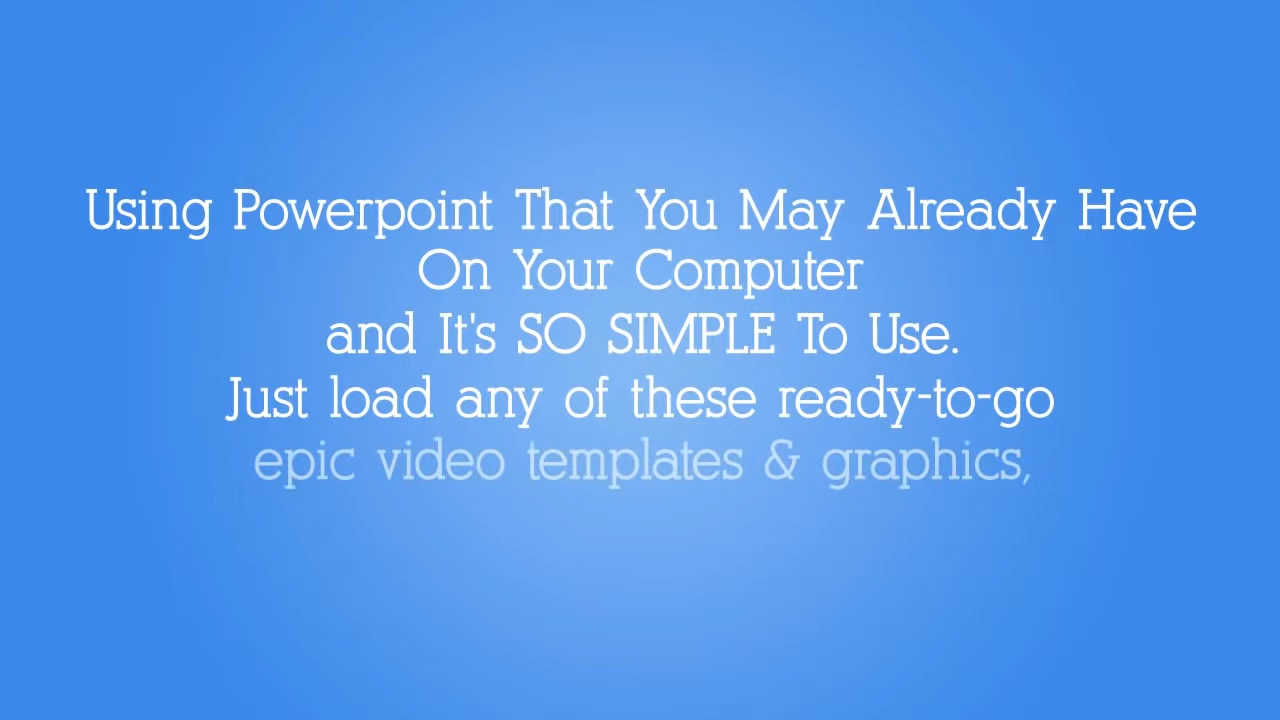 Using Powerpoint That You May Already Have
On Your Computer
and It's SO SIMPLE To Use.
Just load any of these ready-to-go
epic video templates & graphics,